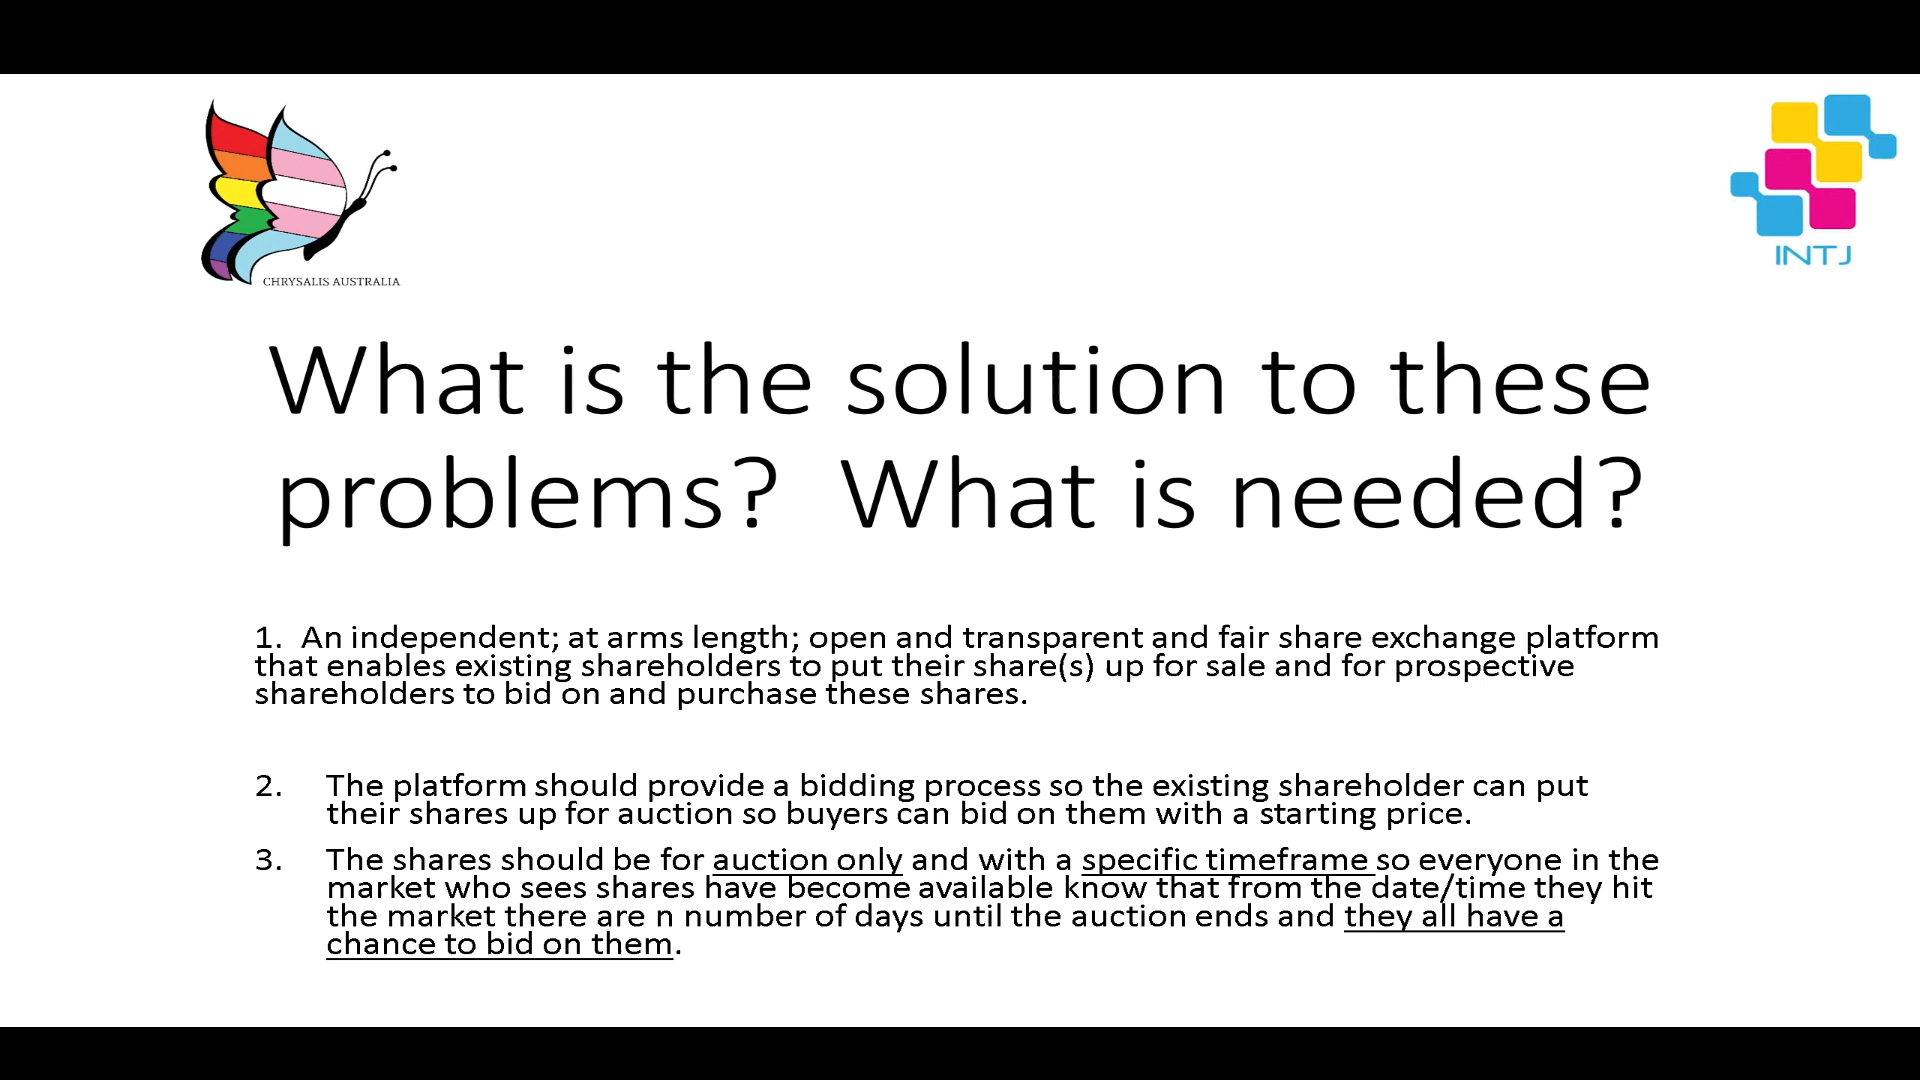 CHRYSALIS AUSTRALIA
INTJ
What is the solution to these
problems?  What is needed?
1.  An independent; at arms length; open and transparent and fair share exchange platform
that enables existing shareholders to put their share(s) up for sale and for prospective
shareholders to bid on and purchase these shares.
2. The platform should provide a bidding process so the existing shareholder can put
their shares up for auction so buyers can bid on them with a starting price.
3. The shares should be for auction only and with a specific timeframe so everyone in the
market who sees shares have become available know that from the date/time they hit
the market there are n number of days until the auction ends and they all have a
chance to bid on them.